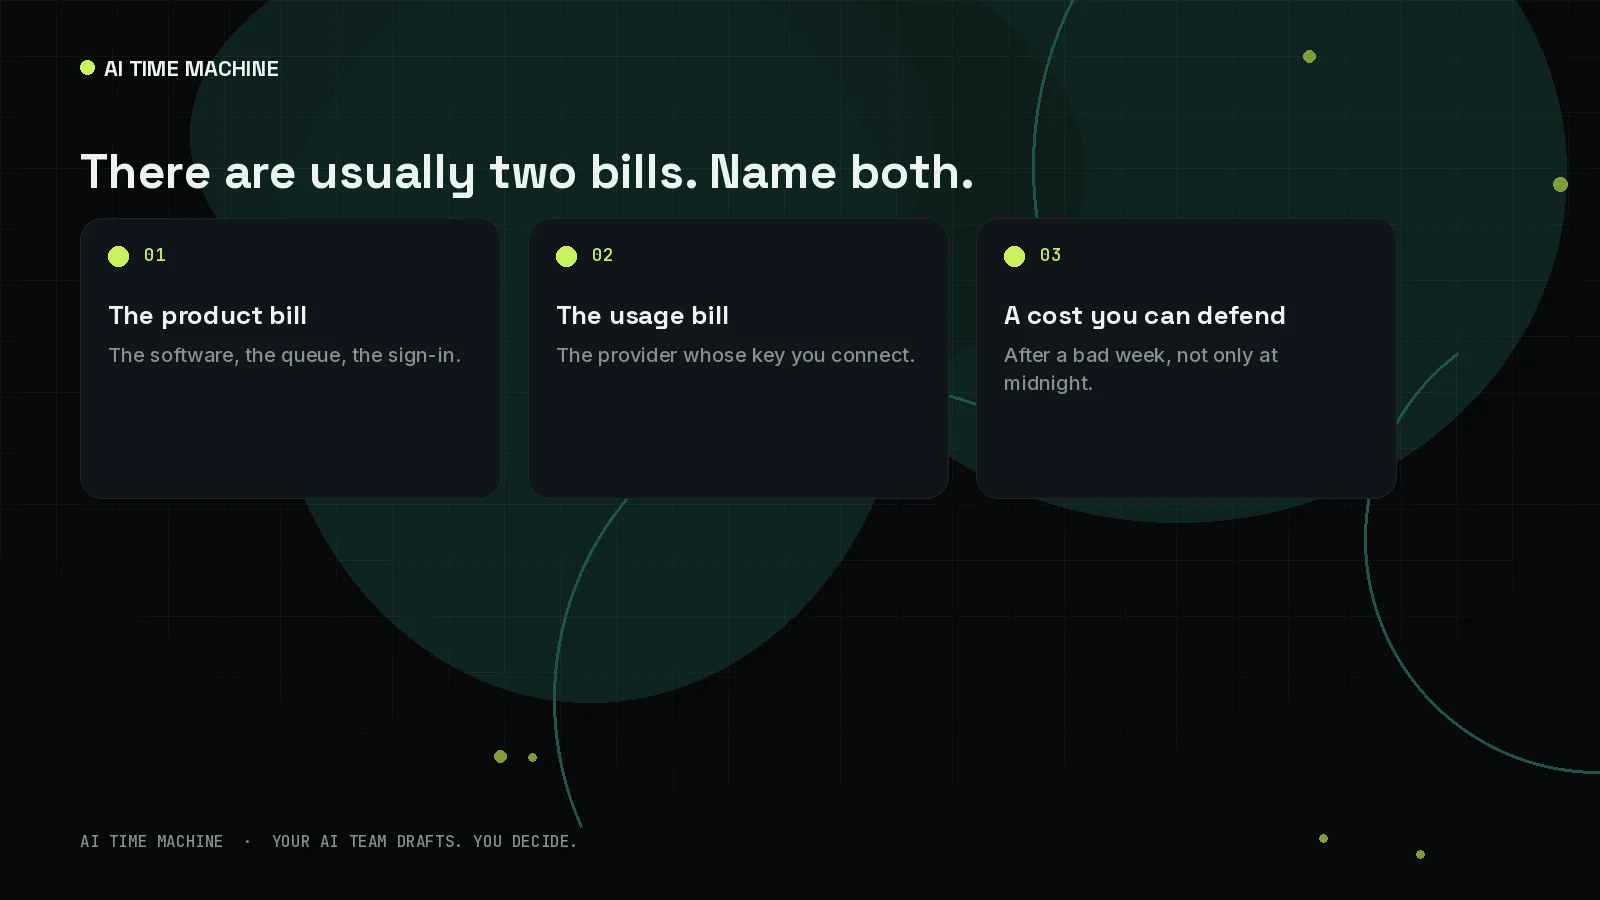 AI TIME MACHINE
There are usually two bills. Name both.
01
The product bill
The software, the queue, the sign-in.
02
The usage bill
The provider whose key you connect.
03
A cost you can defend
After a bad week, not only at
midnight.
AI TIME MACHINE · YOUR AI TEAM DRAFTS. YOU DECIDE.